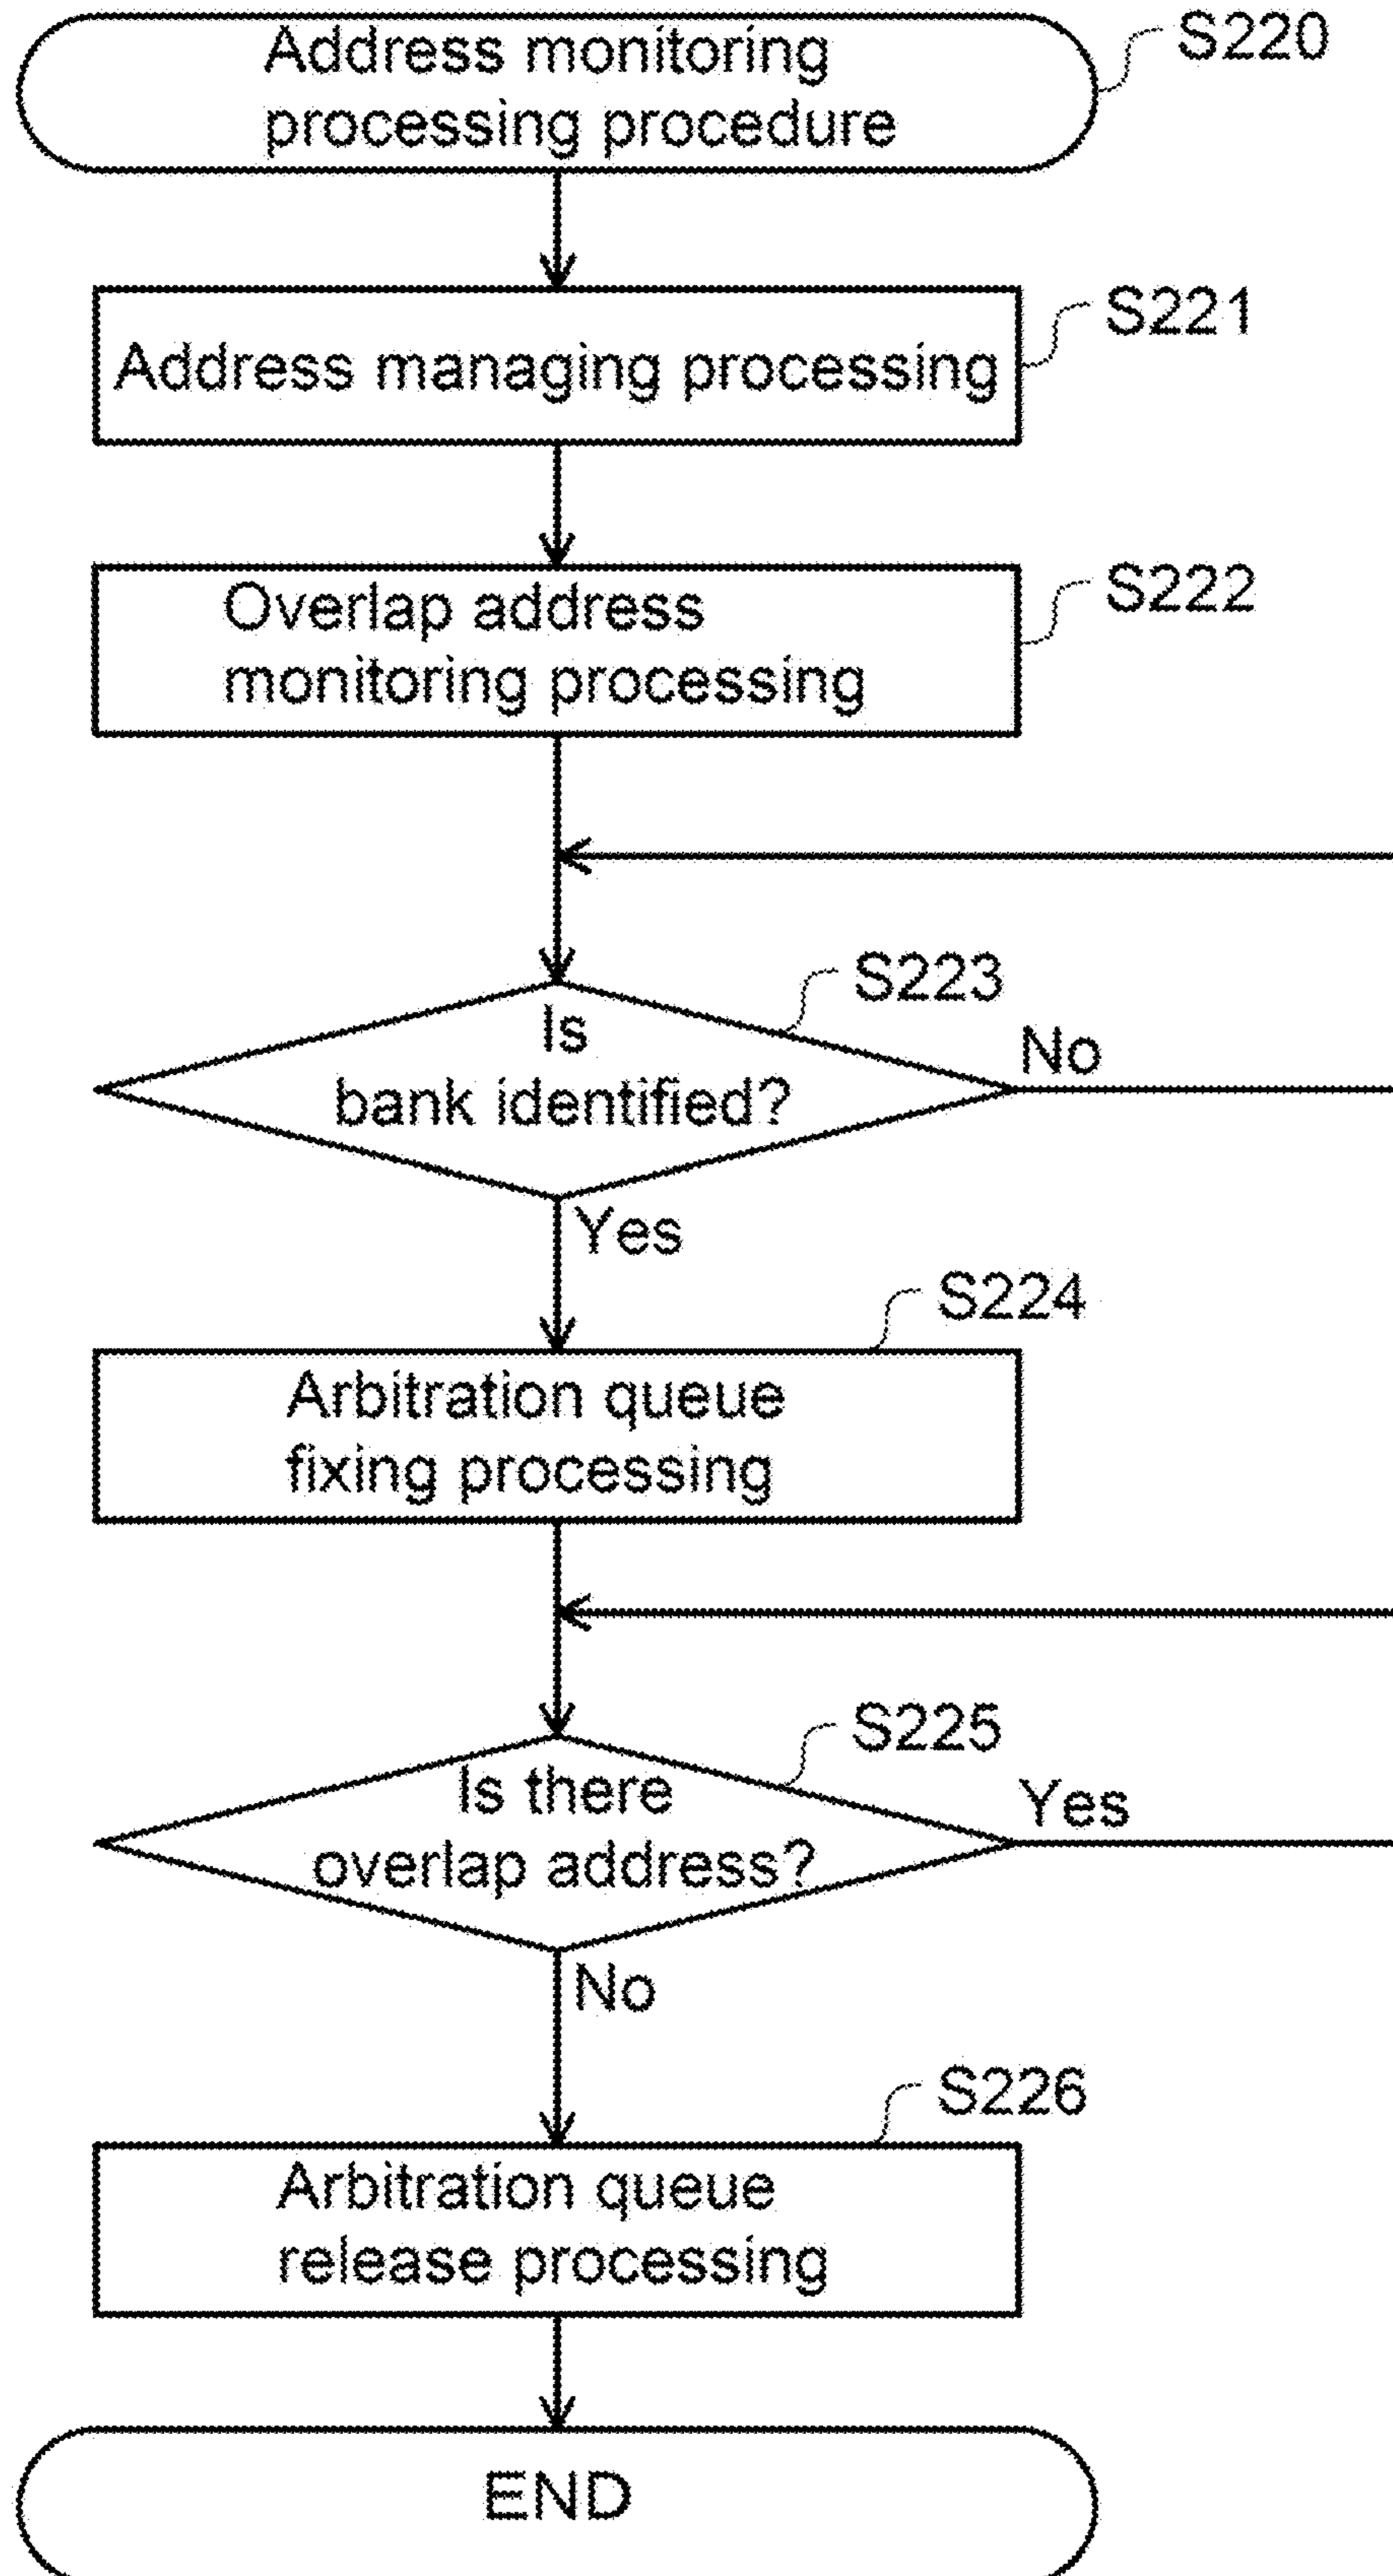 Address monitoring
processing procedure
S220
Address managing processing
S221
Overlap address
monitoring processing
S222
S223
Is
bank identified?
No
Yes
S224
Arbitration queue
fixing processing
S225
Is there
overlap address?
Yes
No
S226
Arbitration queue
release processing
END